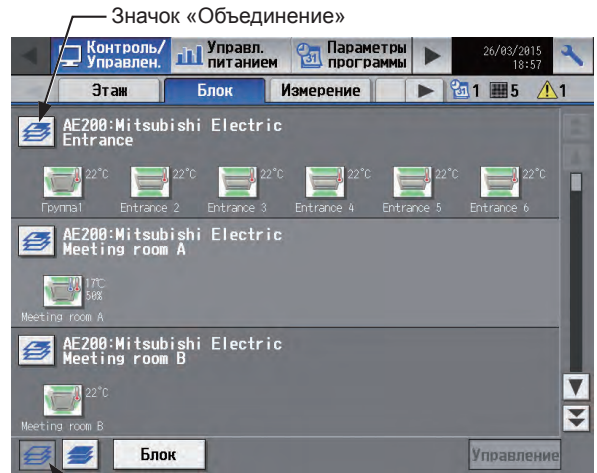 Значок «Объединение»
Контроль/
Управлен.
Управл.
питанием
Параметры
программы
26/03/2015
18:57
Этаж
Блок
Измерение
31
1
5
1
AE200:Mitsubishi Electric
Entrance
22°C
22°C
22°C
22°C
22°C
22°C
Группа1
Entrance 2
Entrance 3
Entrance 4
Entrance 5
Entrance 6
AE200:Mitsubishi Electric
Meeting room A
17°C
50%
Meeting room A
AE200:Mitsubishi Electric
Meeting room B
22°C
Meeting room B
Блок
Управление